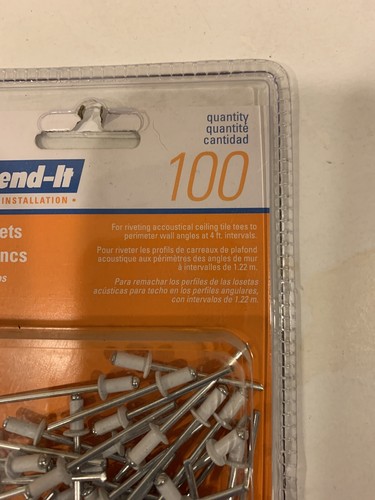 quantity
quantité
cantidad
100
end-It
INSTALLATION •
ets
ncs
os
For riveting accoustical ceiling tile tees to
perimeter wall angles at 4 ft. intervals.
Pour riveter les profils de carreaux de plafond
acoustique aux périmètres des angles de mur
à intervalles de 1.22 m.
Para remachar los perfiles de las losetas
acústicas para techo en los perfiles angulares,
con intervalos de 1.22 m.